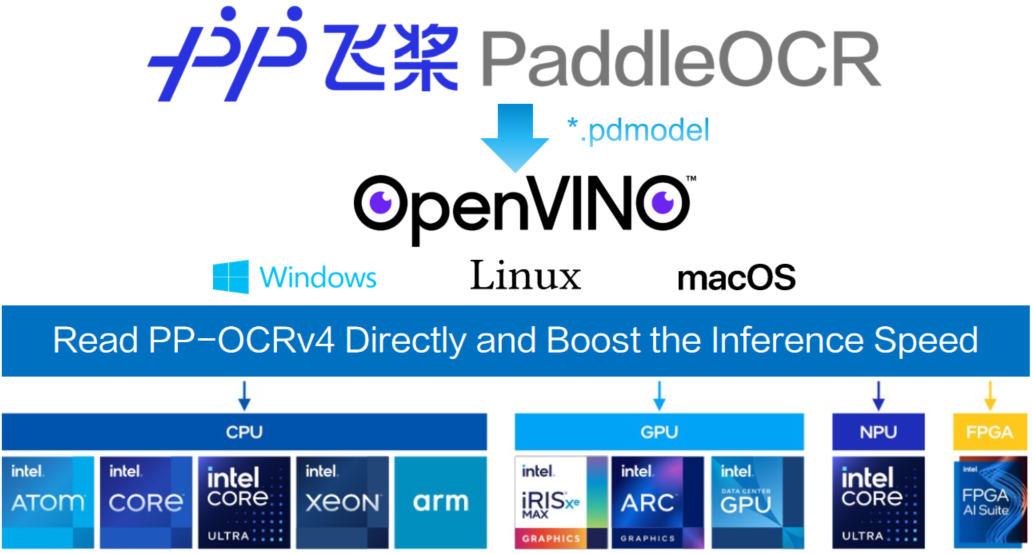 飞桨 PaddleOCR
*.pdmodel
OpenVINO™
Windows Linux macOS
Read PP-OCRv4 Directly and Boost the Inference Speed
CPU GPU NPU FPGA
intel. ATOM
intel. CORE
intel CORE ULTRA
intel. XEON
arm
intel. iRIS Xe MAX GRAPHICS
intel. ARC GRAPHICS
intel. DATA CENTER GPU
intel CORE ULTRA
intel FPGA AI Suite